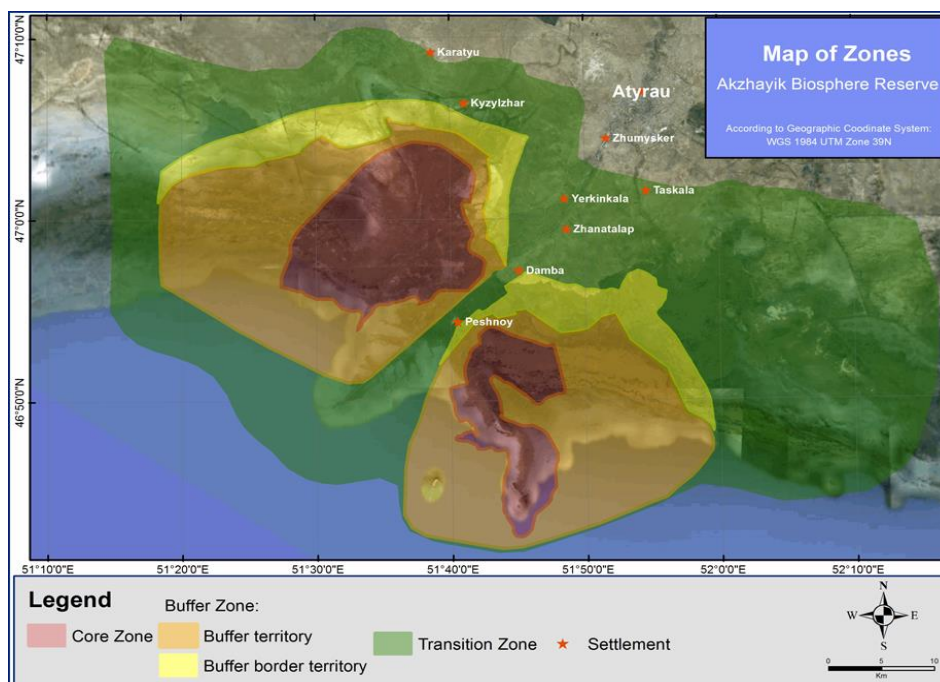 Map of Zones
Akzhayik Biosphere Reserve
According to Geographic Coodinate System:
WGS 1984 UTM Zone 39N
47°10'0"N
47°0'0"N
46°50'0"N
Karatyu
Atyrau
Kyzylzhar
Zhumysker
Taskala
Yerkinkala
Zhanatalap
Damba
Peshnoy
51°10'0"E
51°20'0"E
51°30'0"E
51°40'0"E
51°50'0"E
52°0'0"E
52°10'0"E
Legend
Buffer Zone:
Core Zone
Buffer territory
Buffer border territory
Transition Zone
Settlement
N
W E
S
0 5 10
Km